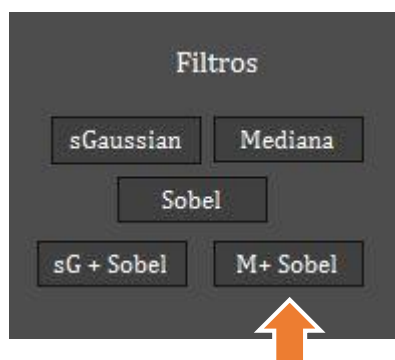 Filtros
sGaussian
Mediana
Sobel
sG + Sobel
M+ Sobel